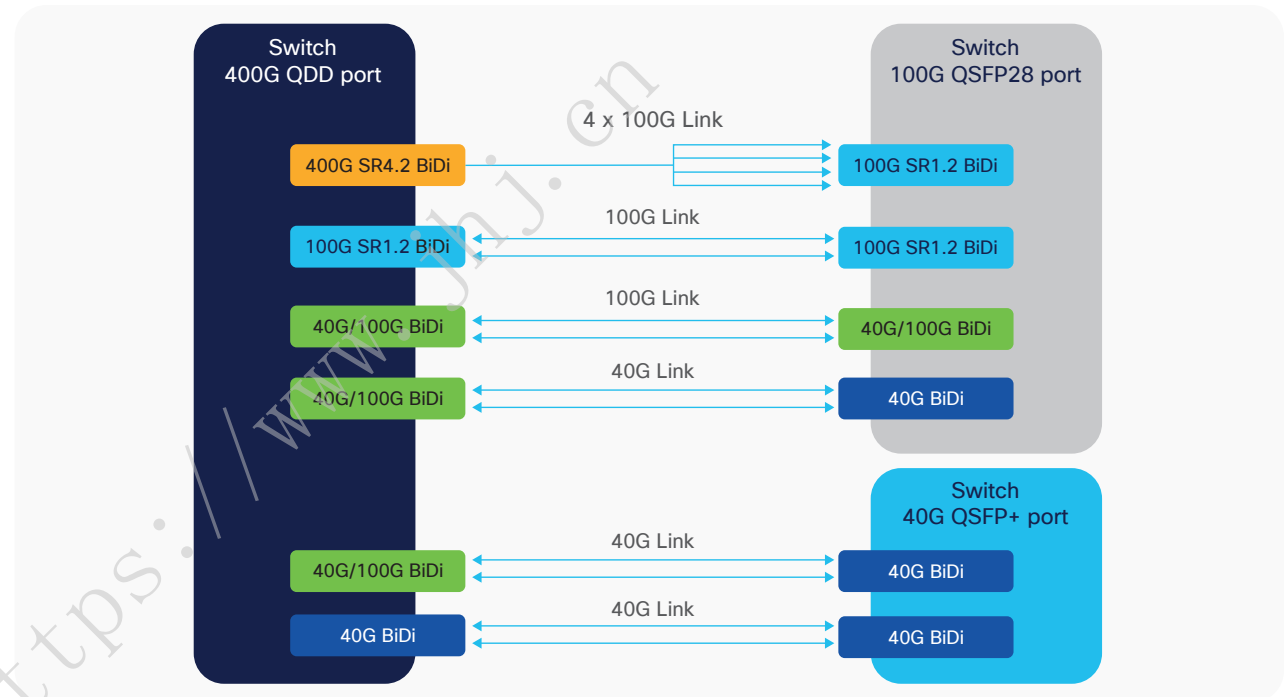 Switch
400G QDD port
Switch
100G QSFP28 port
4 x 100G Link
400G SR4.2 BiDi
100G SR1.2 BiDi
100G Link
100G SR1.2 BiDi
100G SR1.2 BiDi
100G Link
40G/100G BiDi
40G/100G BiDi
40G Link
40G/100G BiDi
40G BiDi
Switch
40G QSFP+ port
40G Link
40G/100G BiDi
40G BiDi
40G Link
40G BiDi
40G BiDi
ttps://www.jhj.cn